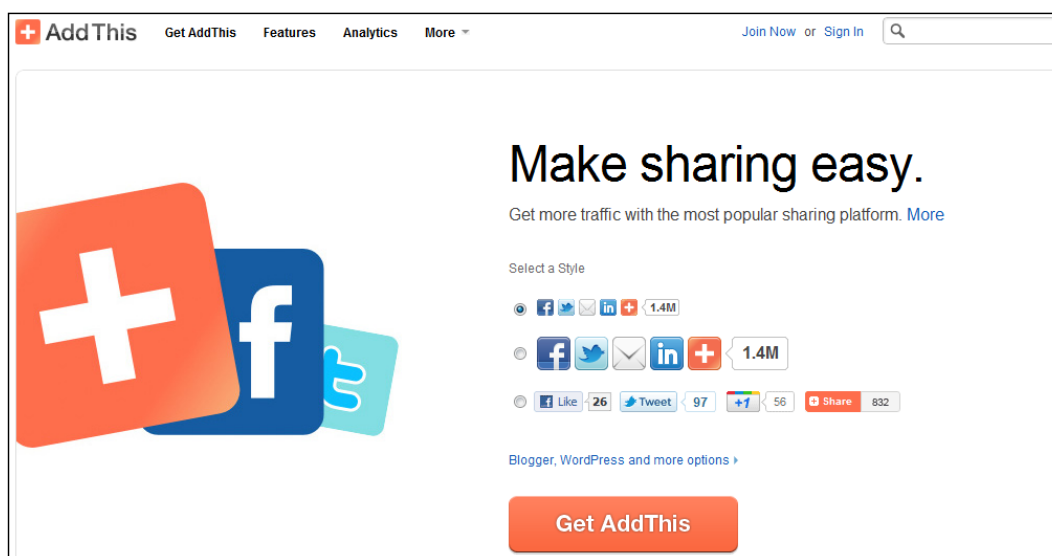 AddThis Get AddThis Features Analytics More Join Now or Sign In
Make sharing easy.
Get more traffic with the most popular sharing platform. More
Select a Style
1.4M
1.4M
Like 26 Tweet 97 +1 56 Share 832
Blogger, WordPress and more options
Get AddThis